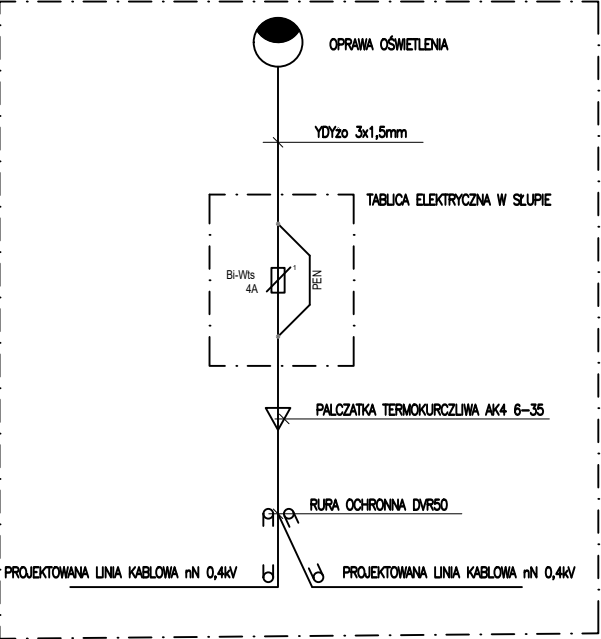 OPRAWA OŚWIETLENIA
YDYżo 3x1,5mm
TABLICA ELEKTRYCZNA W SŁUPIE
Bi-Wts
4A
1
PEN
PALCZATKA TERMOKURCZLIWA AK4 6-35
RURA OCHRONNA DVR50
PROJEKTOWANA LINIA KABLOWA nN 0,4kV
PROJEKTOWANA LINIA KABLOWA nN 0,4kV